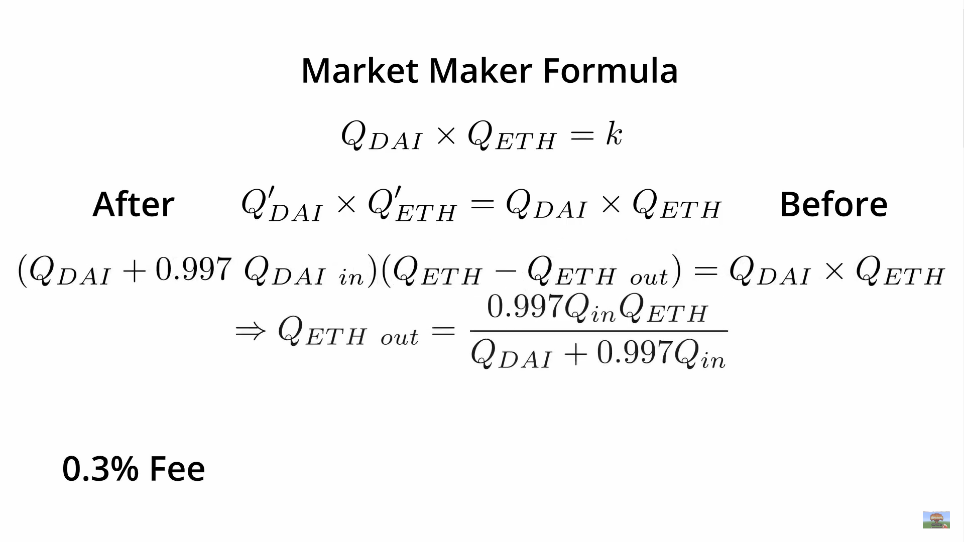 Market Maker Formula
Q_{DAI} × Q_{ETH} = k
After Q'_{DAI} × Q'_{ETH} = Q_{DAI} × Q_{ETH} Before
(Q_{DAI} + 0.997 Q_{DAI in})(Q_{ETH} − Q_{ETH out}) = Q_{DAI} × Q_{ETH}
⇒ Q_{ETH out} = \frac{0.997Q_{in}Q_{ETH}}{Q_{DAI} + 0.997Q_{in}}
0.3% Fee